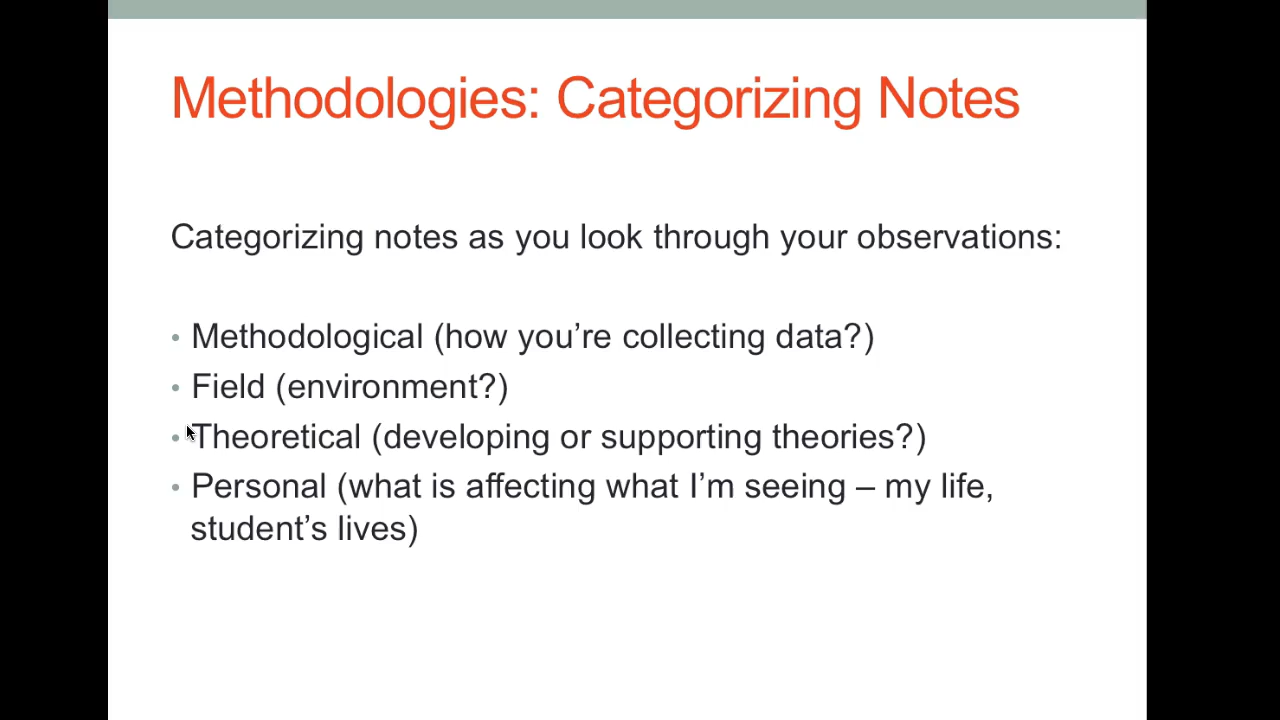 Methodologies: Categorizing Notes
Categorizing notes as you look through your observations:
• Methodological (how you’re collecting data?)
• Field (environment?)
• Theoretical (developing or supporting theories?)
• Personal (what is affecting what I’m seeing – my life,
student’s lives)